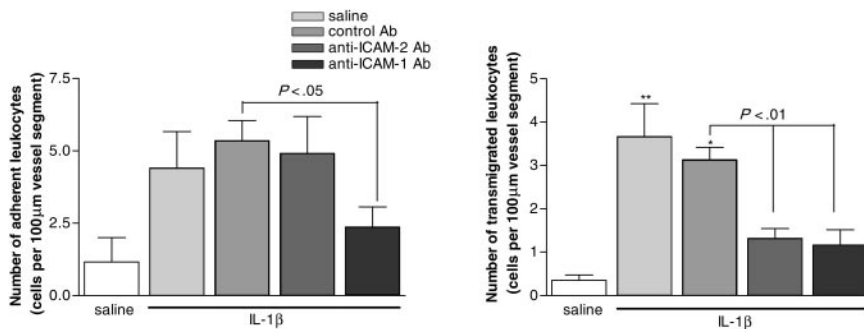 saline
control Ab
anti-ICAM-2 Ab
anti-ICAM-1 Ab
Number of adherent leukocytes
(cells per 100μm vessel segment)
7.5
5.0
2.5
0.0
P<.05
saline
IL-1β
Number of transmigrated leukocytes
(cells per 100μm vessel segment)
5
4
3
2
1
0
**
*
P<.01
saline
IL-1β